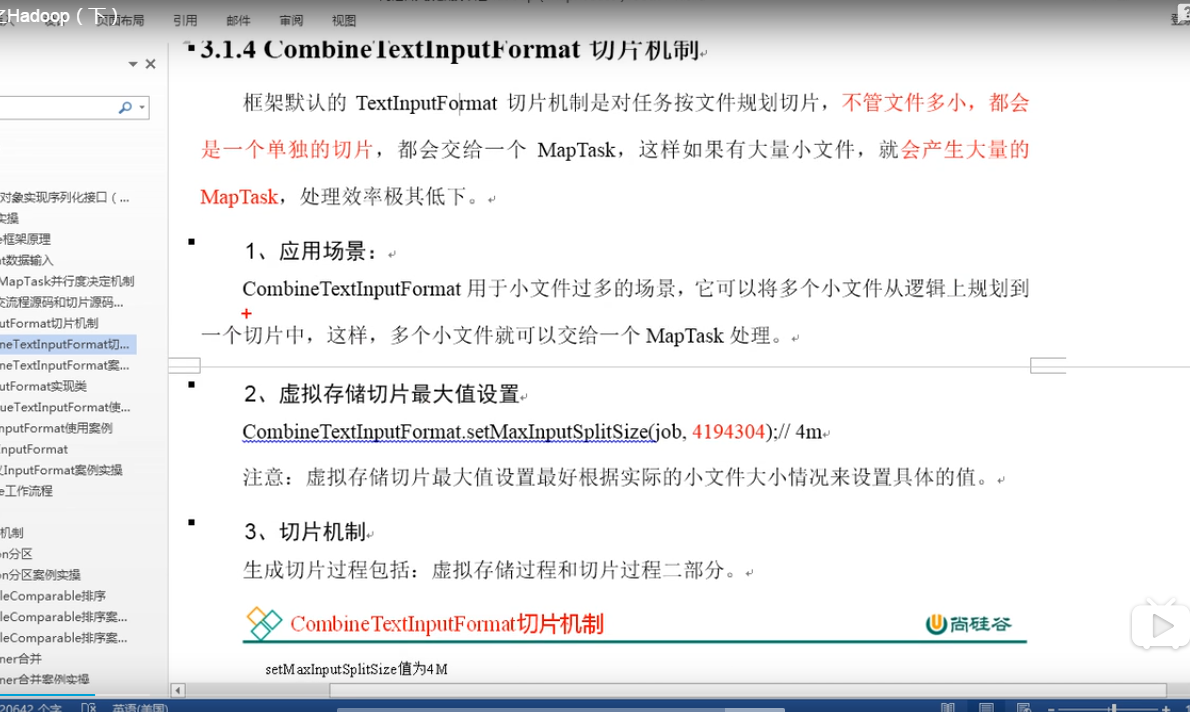 Hadoop（下）
页面布局 引用 邮件 审阅 视图
3.1.4 CombineTextInputFormat 切片机制
框架默认的 TextInputFormat 切片机制是对任务按文件规划切片，不管文件多小，都会
是一个单独的切片，都会交给一个 MapTask，这样如果有大量小文件，就会产生大量的
MapTask，处理效率极其低下。
1、应用场景：
CombineTextInputFormat 用于小文件过多的场景，它可以将多个小文件从逻辑上规划到
一个切片中，这样，多个小文件就可以交给一个 MapTask 处理。
2、虚拟存储切片最大值设置
CombineTextInputFormat.setMaxInputSplitSize(job, 4194304);// 4m
注意：虚拟存储切片最大值设置最好根据实际的小文件大小情况来设置具体的值。
3、切片机制
生成切片过程包括：虚拟存储过程和切片过程二部分。
CombineTextInputFormat切片机制
尚硅谷
setMaxInputSplitSize值为4M
对象实现序列化接口（...
实操
e框架原理
ut数据输入
MapTask并行度决定机制
交流程源码和切片源码...
utFormat切片机制
neTextInputFormat切...
neTextInputFormat案...
utFormat实现类
ueTextInputFormat使...
nputFormat使用案例
InputFormat
InputFormat案例实操
e工作流程
机制
on分区
on分区案例实操
leComparable排序
leComparable排序案...
leComparable排序案...
ner合并
ner合并案例实操
20642 个字 英语(美国)